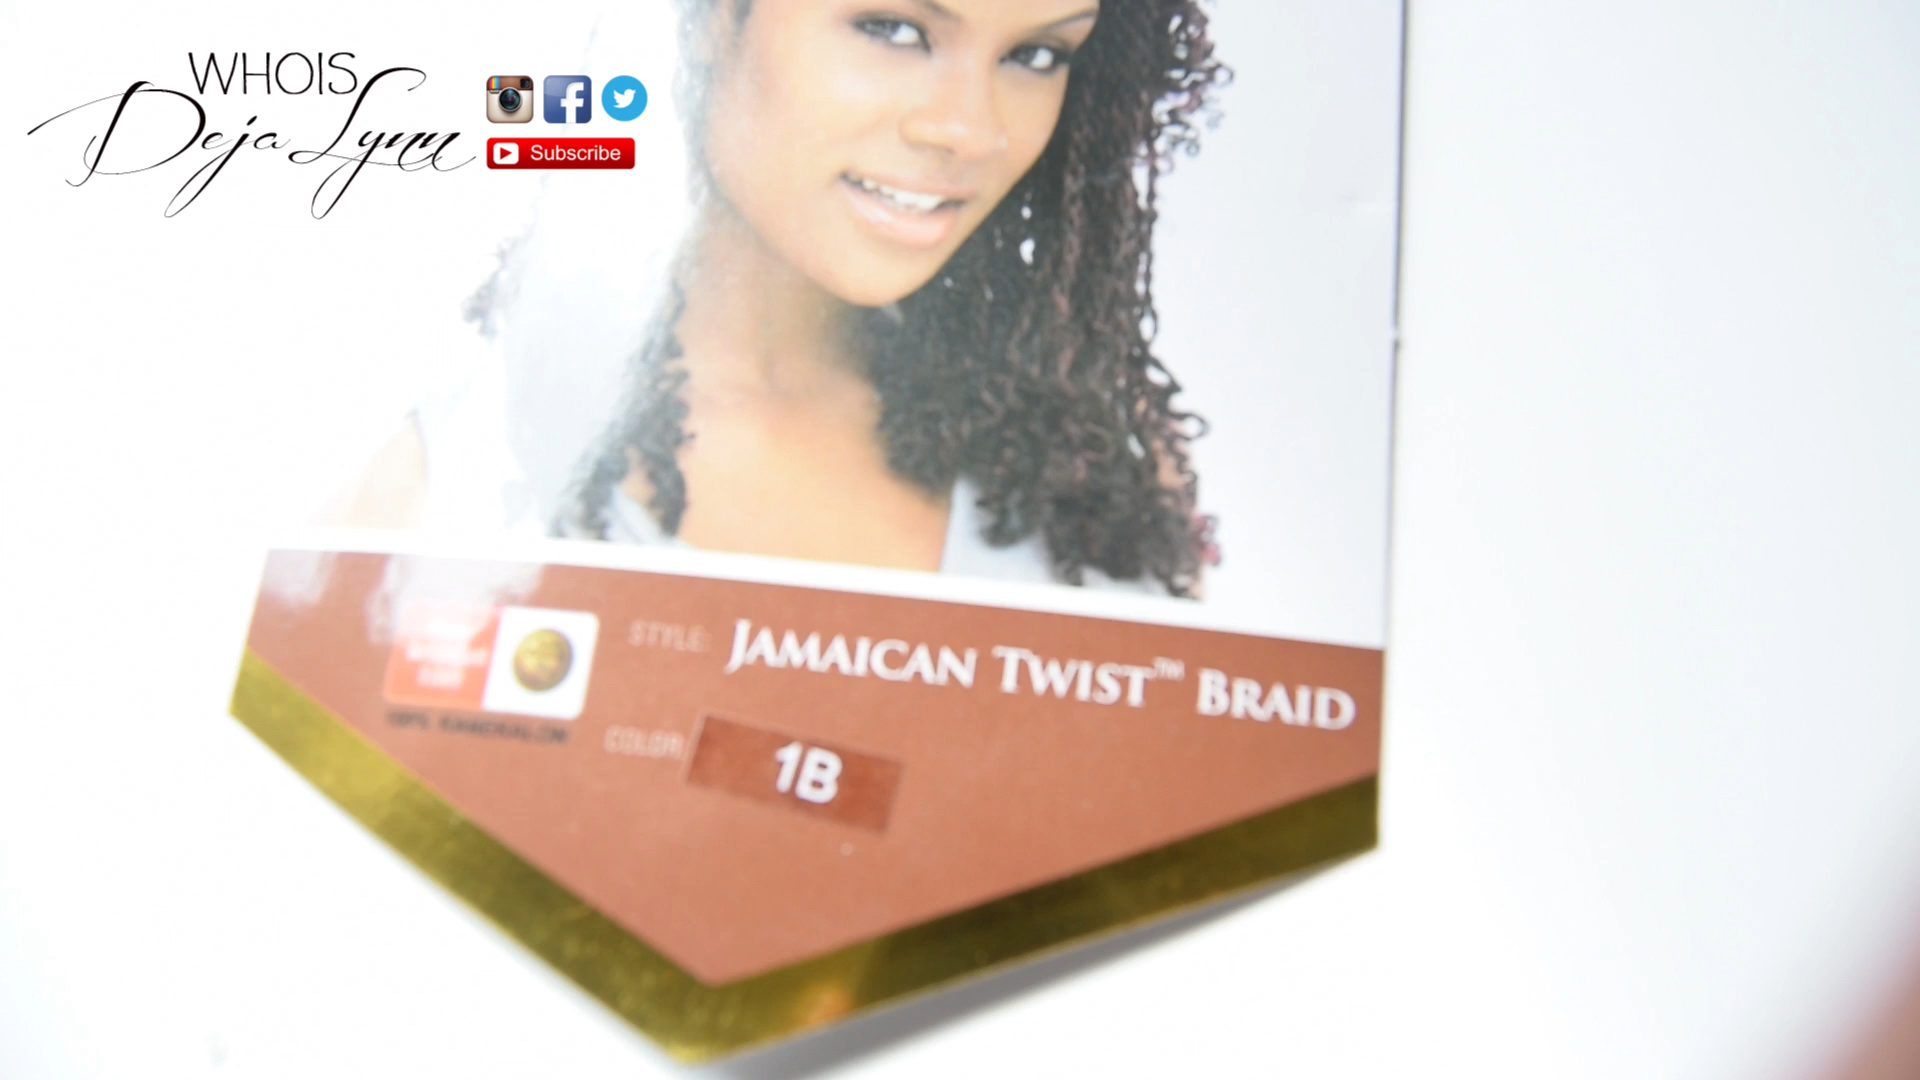 WHOIS
Deja Lynn
Subscribe
STYLE: JAMAICAN TWIST™ BRAID
COLOR: 1B